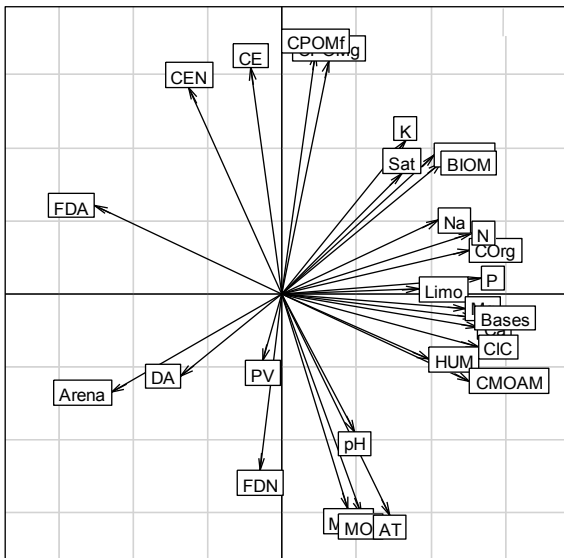 CPOMf
CE
CEN
K
Sat
BIOM
FDA
Na
N
COrg
P
Limo
Bases
CIC
HUM
CMOAM
PV
DA
Arena
pH
FDN
MO
AT